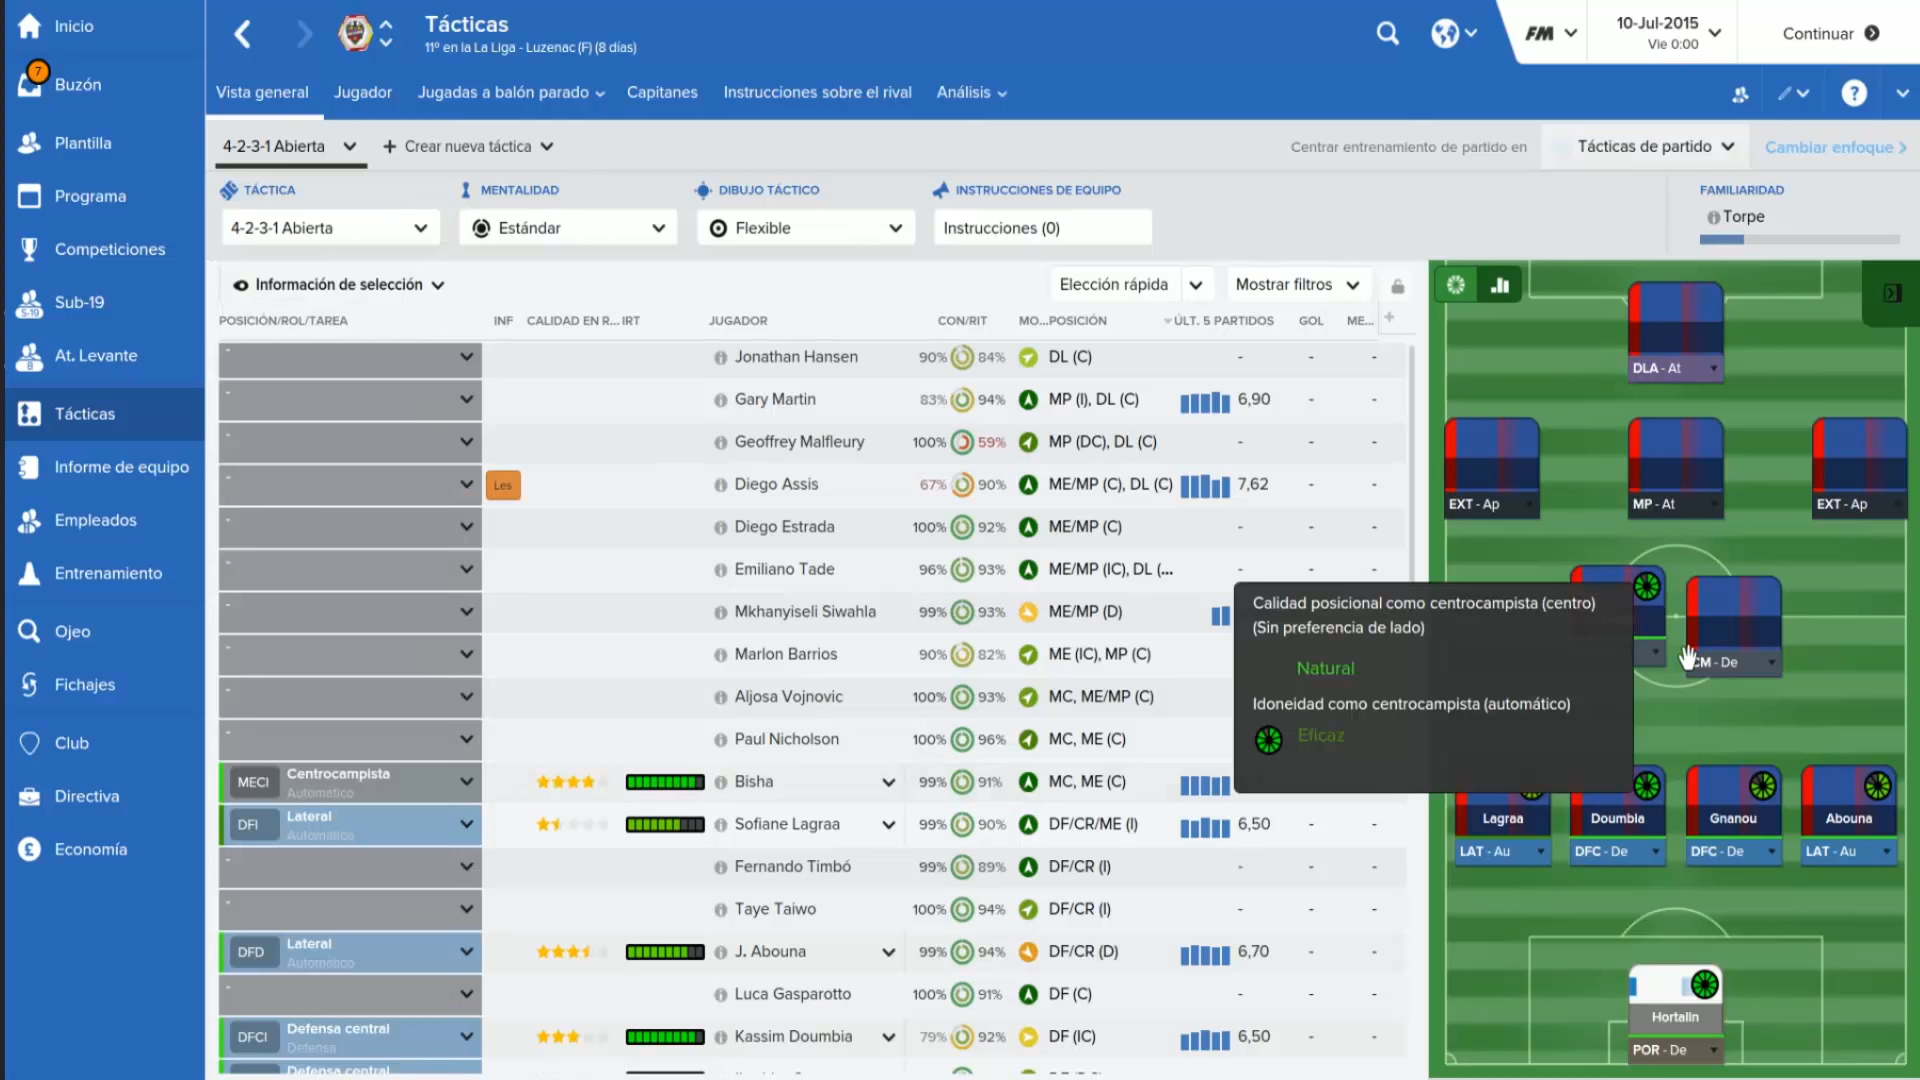 Inicio
7
Buzón
Plantilla
Programa
Competiciones
Sub-19
At. Levante
Tácticas
Informe de equipo
Empleados
Entrenamiento
Ojeo
Fichajes
Club
Directiva
Economía
Tácticas
11º en la La Liga - Luzenac (F) (8 días)
FM
10-Jul-2015
Vie 0:00
Continuar
Vista general
Jugador
Jugadas a balón parado
Capitanes
Instrucciones sobre el rival
Análisis
?
4-2-3-1 Abierta
+ Crear nueva táctica
Centrar entrenamiento de partido en
Tácticas de partido
Cambiar enfoque
TÁCTICA
MENTALIDAD
DIBUJO TÁCTICO
INSTRUCCIONES DE EQUIPO
FAMILIARIDAD
4-2-3-1 Abierta
Estándar
Flexible
Instrucciones (0)
Torpe
Información de selección
Elección rápida
Mostrar filtros
POSICIÓN/ROL/TAREA INF CALIDAD EN R... IRT JUGADOR CON/RIT MO... POSICIÓN ÚLT. 5 PARTIDOS GOL ME... +
- Jonathan Hansen 90% 84% DL (C) - - -
- Gary Martin 83% 94% MP (I), DL (C) 6,90 - -
- Geoffrey Malfleury 100% 59% MP (DC), DL (C) - - -
- Les Diego Assis 67% 90% ME/MP (C), DL (C) 7,62 - -
- Diego Estrada 100% 92% ME/MP (C) - - -
- Emiliano Tade 96% 93% ME/MP (IC), DL (... - - -
- Mkhanyiseli Siwahla 99% 93% ME/MP (D)
- Marlon Barrios 90% 82% ME (IC), MP (C)
- Aljosa Vojnovic 100% 93% MC, ME/MP (C)
- Paul Nicholson 100% 96% MC, ME (C)
MECI Centrocampista Automático Bisha 99% 91% MC, ME (C)
DFI Lateral Automático Sofiane Lagraa 99% 90% DF/CR/ME (I) 6,50 - -
- Fernando Timbó 99% 89% DF/CR (I) - - -
- Taye Taiwo 100% 94% DF/CR (I) - - -
DFD Lateral Automático J. Abouna 99% 94% DF/CR (D) 6,70 - -
- Luca Gasparotto 100% 91% DF (C) - - -
DFCI Defensa central Defensa Kassim Doumbia 79% 92% DF (IC) 6,50 - -
Defensa central
DLA - At
EXT - Ap
MP - At
EXT - Ap
CM - De
Calidad posicional como centrocampista (centro)
(Sin preferencia de lado)
Natural
Idoneidad como centrocampista (automático)
Eficaz
Lagraa
Doumbia
Gnanou
Abouna
LAT - Au
DFC - De
DFC - De
LAT - Au
Hortalin
POR - De